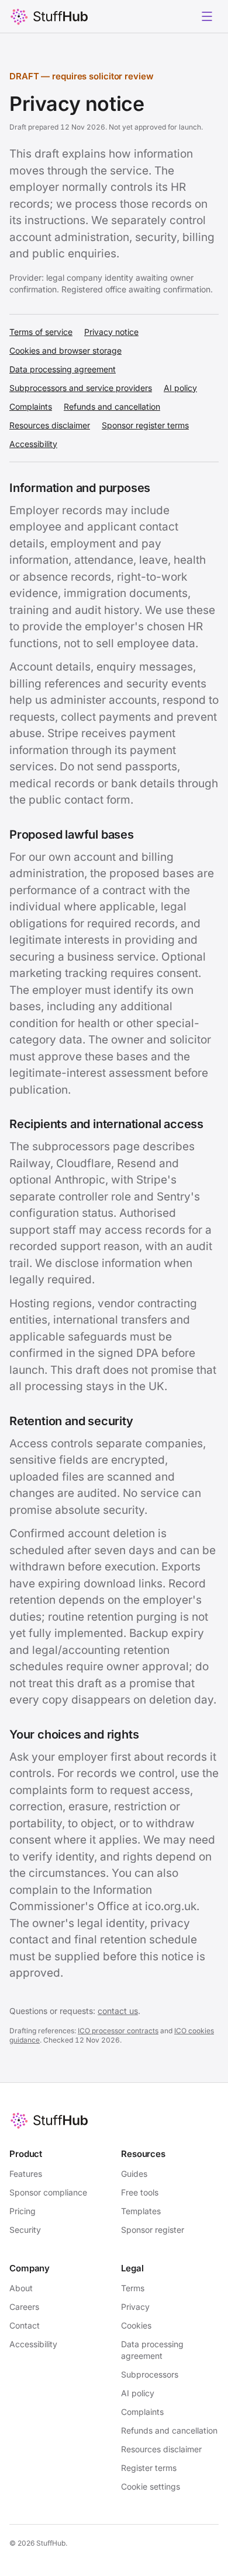 StuffHub
DRAFT — requires solicitor review
Privacy notice
Draft prepared 12 Nov 2026. Not yet approved for launch.
This draft explains how information
moves through the service. The
employer normally controls its HR
records; we process those records on
its instructions. We separately control
account administration, security, billing
and public enquiries.
Provider: legal company identity awaiting owner
confirmation. Registered office awaiting confirmation.
Terms of service Privacy notice
Cookies and browser storage
Data processing agreement
Subprocessors and service providers AI policy
Complaints Refunds and cancellation
Resources disclaimer Sponsor register terms
Accessibility
Information and purposes
Employer records may include
employee and applicant contact
details, employment and pay
information, attendance, leave, health
or absence records, right-to-work
evidence, immigration documents,
training and audit history. We use these
to provide the employer's chosen HR
functions, not to sell employee data.
Account details, enquiry messages,
billing references and security events
help us administer accounts, respond to
requests, collect payments and prevent
abuse. Stripe receives payment
information through its payment
services. Do not send passports,
medical records or bank details through
the public contact form.
Proposed lawful bases
For our own account and billing
administration, the proposed bases are
performance of a contract with the
individual where applicable, legal
obligations for required records, and
legitimate interests in providing and
securing a business service. Optional
marketing tracking requires consent.
The employer must identify its own
bases, including any additional
condition for health or other special-
category data. The owner and solicitor
must approve these bases and the
legitimate-interest assessment before
publication.
Recipients and international access
The subprocessors page describes
Railway, Cloudflare, Resend and
optional Anthropic, with Stripe's
separate controller role and Sentry's
configuration status. Authorised
support staff may access records for a
recorded support reason, with an audit
trail. We disclose information when
legally required.
Hosting regions, vendor contracting
entities, international transfers and
applicable safeguards must be
confirmed in the signed DPA before
launch. This draft does not promise that
all processing stays in the UK.
Retention and security
Access controls separate companies,
sensitive fields are encrypted,
uploaded files are scanned and
changes are audited. No service can
promise absolute security.
Confirmed account deletion is
scheduled after seven days and can be
withdrawn before execution. Exports
have expiring download links. Record
retention depends on the employer's
duties; routine retention purging is not
yet fully implemented. Backup expiry
and legal/accounting retention
schedules require owner approval; do
not treat this draft as a promise that
every copy disappears on deletion day.
Your choices and rights
Ask your employer first about records it
controls. For records we control, use the
complaints form to request access,
correction, erasure, restriction or
portability, to object, or to withdraw
consent where it applies. We may need
to verify identity, and rights depend on
the circumstances. You can also
complain to the Information
Commissioner's Office at ico.org.uk.
The owner's legal identity, privacy
contact and final retention schedule
must be supplied before this notice is
approved.
Questions or requests: contact us.
Drafting references: ICO processor contracts and ICO cookies
guidance. Checked 12 Nov 2026.
StuffHub
Product
Features
Sponsor compliance
Pricing
Security
Resources
Guides
Free tools
Templates
Sponsor register
Company
About
Careers
Contact
Accessibility
Legal
Terms
Privacy
Cookies
Data processing
agreement
Subprocessors
AI policy
Complaints
Refunds and cancellation
Resources disclaimer
Register terms
Cookie settings
© 2026 StuffHub.